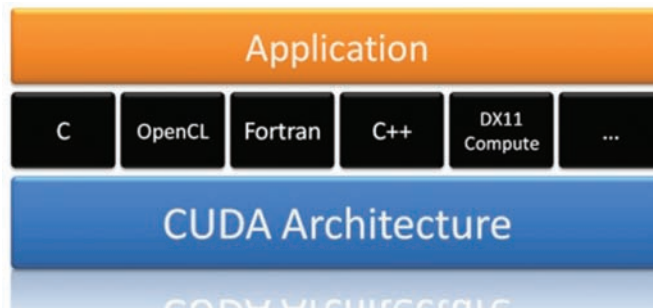 Application
C
OpenCL
Fortran
C++
DX11
Compute
...
CUDA Architecture